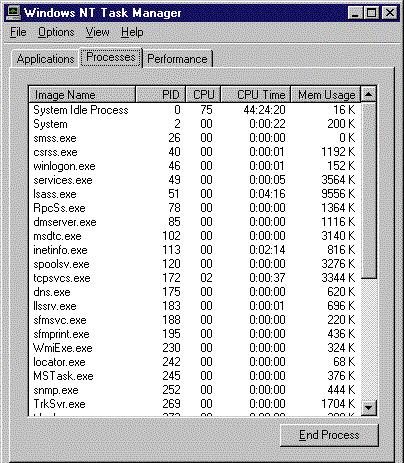 Windows NT Task Manager
File Options View Help
Applications Processes Performance
Image Name PID CPU CPU Time Mem Usage
System Idle Process 0 75 44:24:20 16 K
System 2 00 0:00:22 200 K
smss.exe 26 00 0:00:00 0 K
csrss.exe 40 00 0:00:01 1192 K
winlogon.exe 46 00 0:00:01 152 K
services.exe 49 00 0:00:05 3564 K
lsass.exe 51 00 0:04:16 9556 K
RpcSs.exe 78 00 0:00:00 1364 K
dmserver.exe 85 00 0:00:00 1116 K
msdtc.exe 102 00 0:00:00 3140 K
inetinfo.exe 113 00 0:02:14 816 K
spoolsv.exe 120 00 0:00:00 3276 K
tcpsvcs.exe 172 02 0:00:37 3344 K
dns.exe 175 00 0:00:00 620 K
llssrv.exe 183 00 0:00:01 696 K
sfmsvc.exe 188 00 0:00:00 220 K
sfmprint.exe 195 00 0:00:00 436 K
WmiExe.exe 230 00 0:00:00 324 K
locator.exe 242 00 0:00:00 68 K
MSTask.exe 245 00 0:00:00 376 K
snmp.exe 252 00 0:00:00 444 K
TrkSvr.exe 269 00 0:00:00 1704 K
End Process